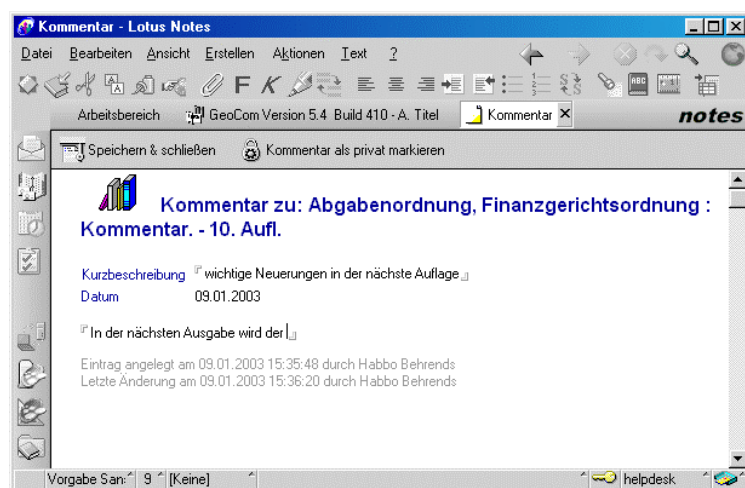 Kommentar - Lotus Notes
Datei Bearbeiten Ansicht Erstellen Aktionen Text ?
F K ABC
Arbeitsbereich GeoCom Version 5.4 Build 410 - A. Titel Kommentar notes
Speichern & schließen Kommentar als privat markieren
Kommentar zu: Abgabenordnung, Finanzgerichtsordnung :
Kommentar. - 10. Aufl.
Kurzbeschreibung wichtige Neuerungen in der nächste Auflage
Datum 09.01.2003
In der nächsten Ausgabe wird der
Eintrag angelegt am 09.01.2003 15:35:48 durch Habbo Behrends
Letzte Änderung am 09.01.2003 15:36:20 durch Habbo Behrends
Vorgabe San: 9 [Keine] helpdesk